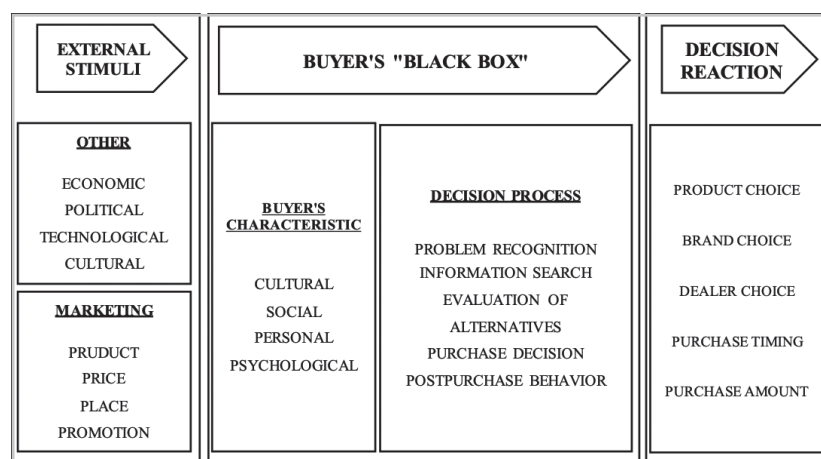 EXTERNAL
STIMULI
BUYER'S "BLACK BOX"
DECISION
REACTION
OTHER
ECONOMIC
POLITICAL
TECHNOLOGICAL
CULTURAL
MARKETING
PRUDUCT
PRICE
PLACE
PROMOTION
BUYER'S
CHARACTERISTIC
CULTURAL
SOCIAL
PERSONAL
PSYCHOLOGICAL
DECISION PROCESS
PROBLEM RECOGNITION
INFORMATION SEARCH
EVALUATION OF
ALTERNATIVES
PURCHASE DECISION
POSTPURCHASE BEHAVIOR
PRODUCT CHOICE
BRAND CHOICE
DEALER CHOICE
PURCHASE TIMING
PURCHASE AMOUNT